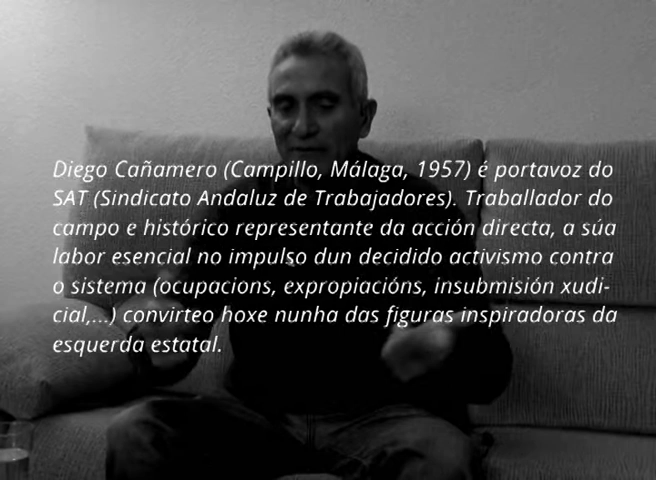 Diego Cañamero (Campillo, Málaga, 1957) é portavoz do
SAT (Sindicato Andaluz de Trabajadores). Traballador do
campo e histórico representante da acción directa, a súa
labor esencial no impulso dun decidido activismo contra
o sistema (ocupacions, expropiacións, insubmisión xudi-
cial,...) convirteo hoxe nunha das figuras inspiradoras da
esquerda estatal.